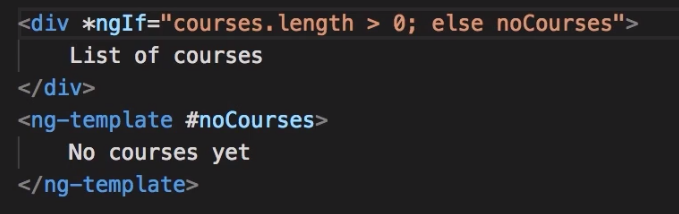 <div *ngIf="courses.length > 0; else noCourses">
    List of courses
</div>
<ng-template #noCourses>
    No courses yet
</ng-template>